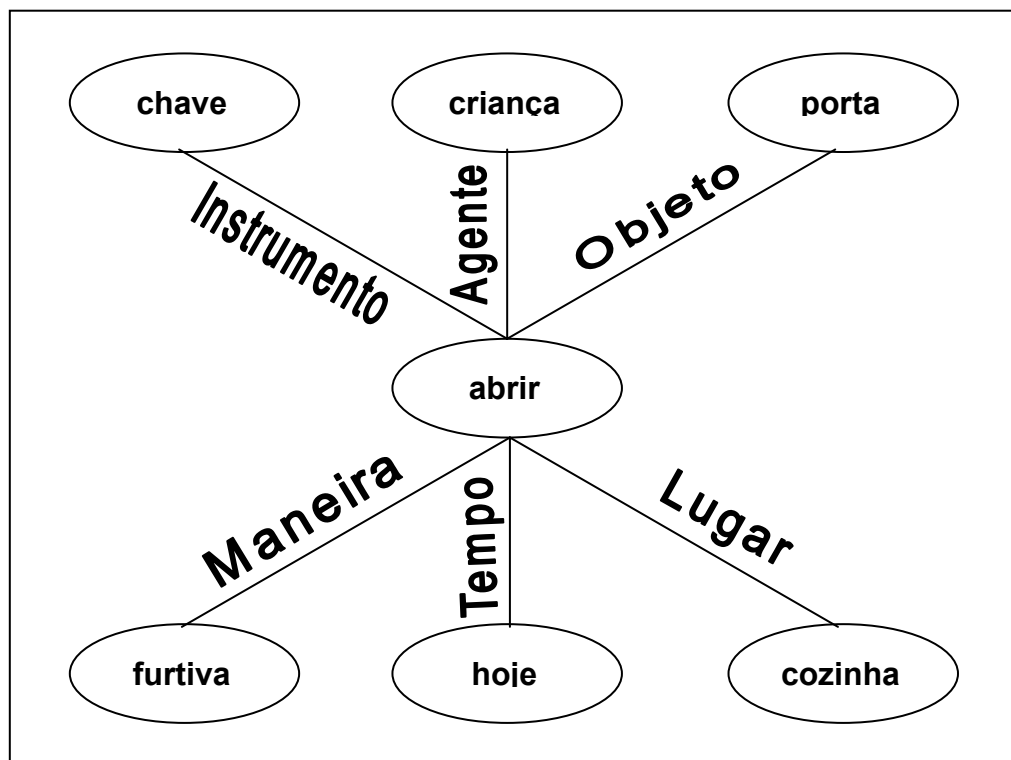 chave
criança
porta
Instrumento
Agente
Objeto
abrir
Maneira
Tempo
Lugar
furtiva
hoje
cozinha